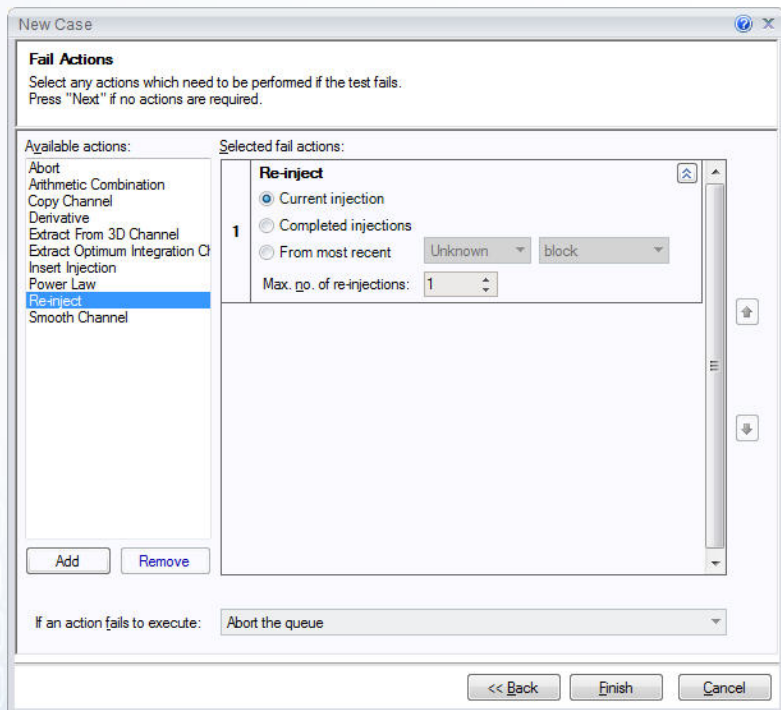 New Case
Fail Actions
Select any actions which need to be performed if the test fails.
Press "Next" if no actions are required.
Available actions:
Abort
Arithmetic Combination
Copy Channel
Derivative
Extract From 3D Channel
Extract Optimum Integration Ch
Insert Injection
Power Law
Re-inject
Smooth Channel
Add
Remove
Selected fail actions:
1
Re-inject
Current injection
Completed injections
From most recent Unknown block
Max. no. of re-injections: 1
If an action fails to execute: Abort the queue
<< Back Finish Cancel